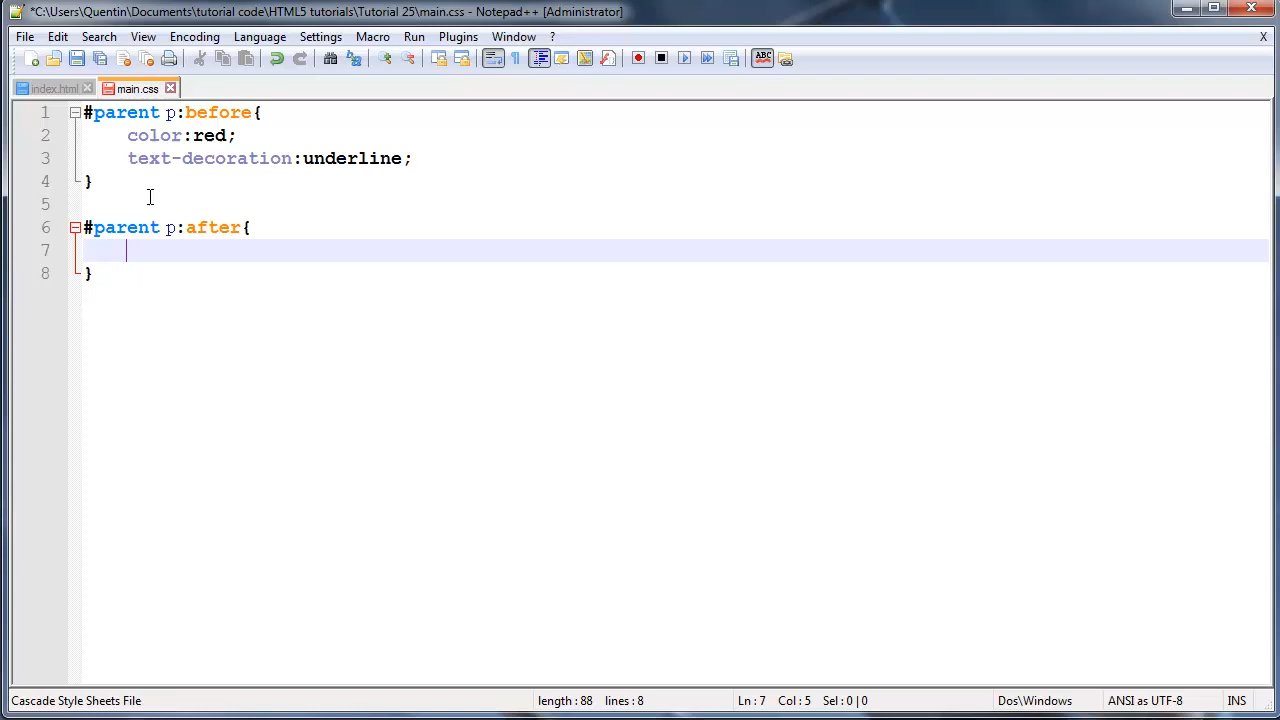 *C:\Users\Quentin\Documents\tutorial code\HTML5 tutorials\Tutorial 25\main.css - Notepad++ [Administrator]
File Edit Search View Encoding Language Settings Macro Run Plugins Window ? X
ABC
index.html main.css
1 #parent p:before{
2 color:red;
3 text-decoration:underline;
4 }
5
6 #parent p:after{
7
8 }
Cascade Style Sheets File length : 88 lines : 8 Ln : 7 Col : 5 Sel : 0 | 0 Dos\Windows ANSI as UTF-8 INS